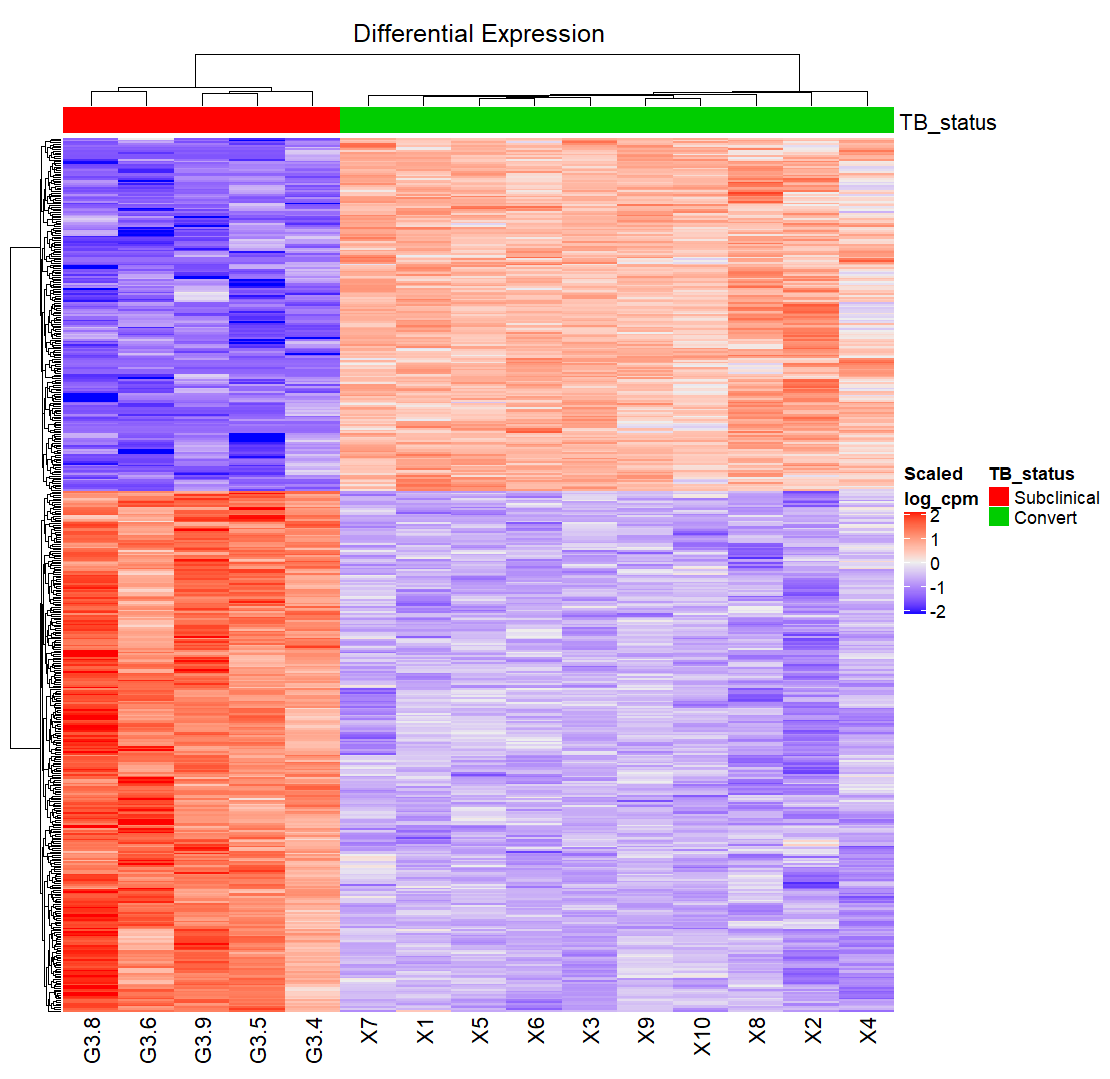 Differential Expression
TB_status
Scaled
log_cpm
2
1
0
-1
-2
TB_status
Subclinical
Convert
G3.8 G3.6 G3.9 G3.5 G3.4 X7 X1 X5 X6 X3 X9 X10 X8 X2 X4